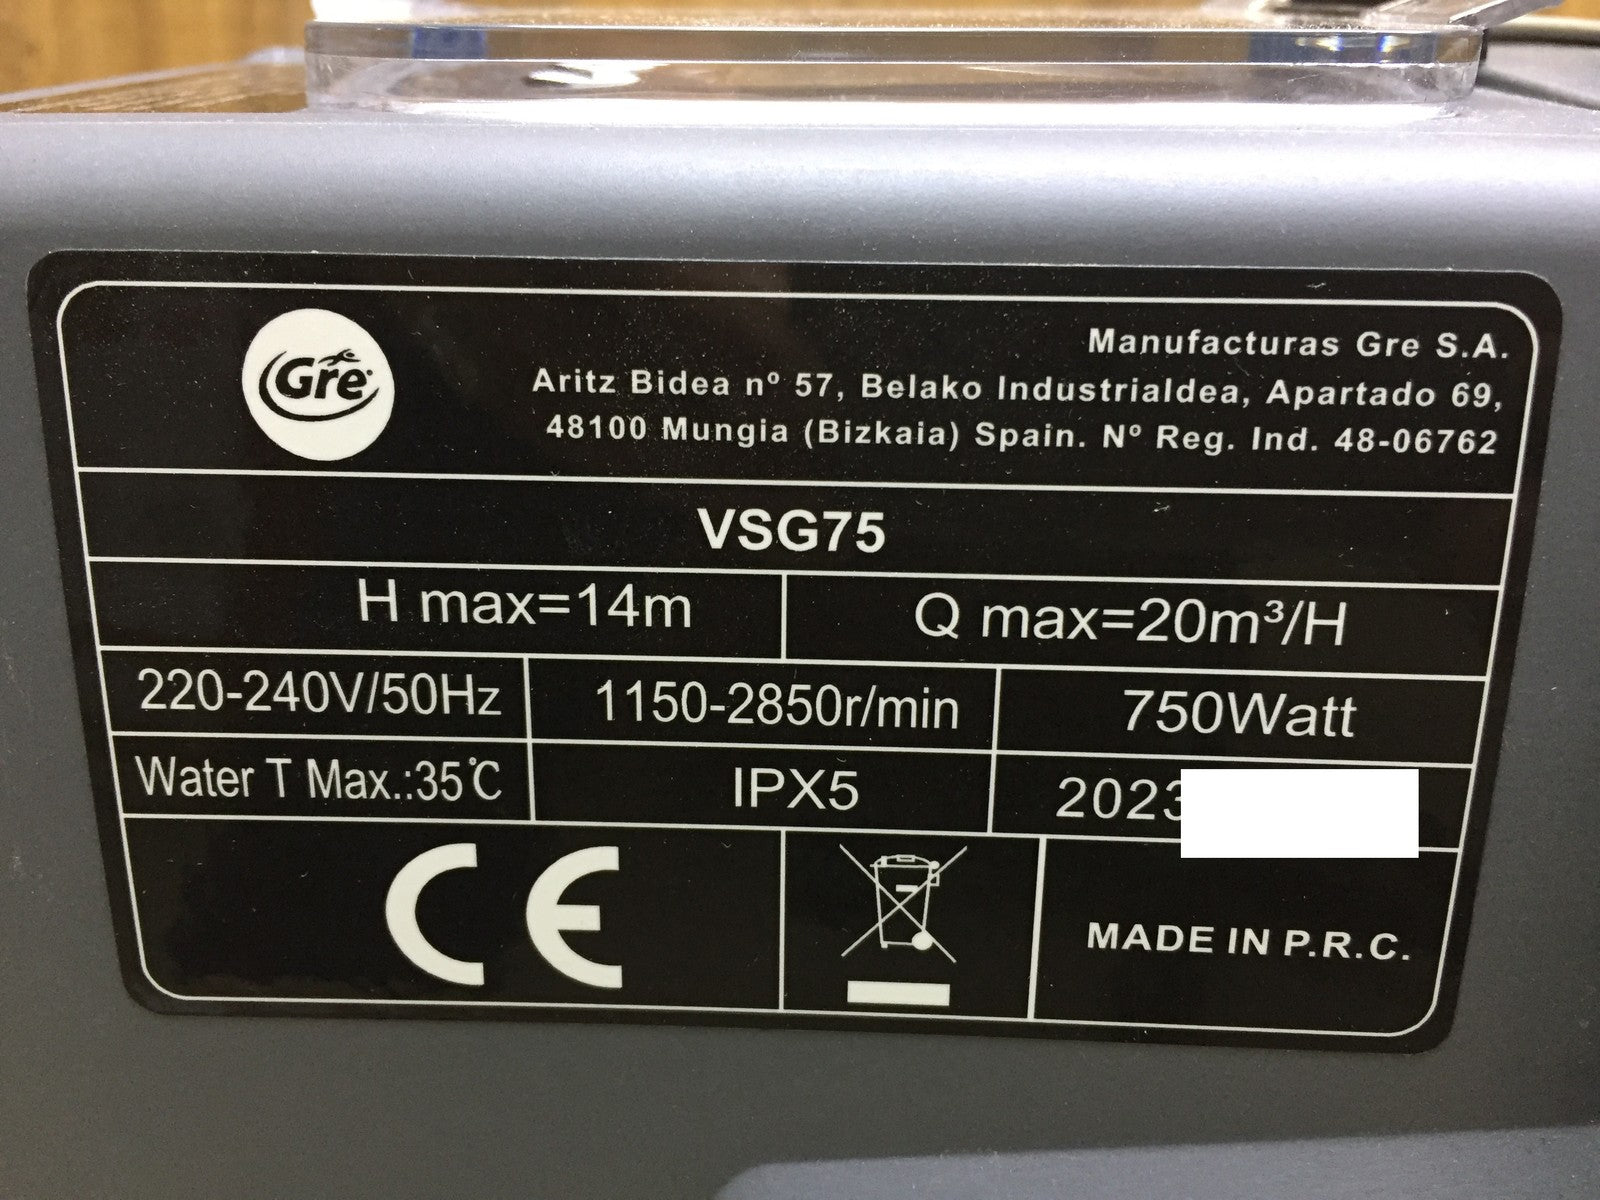 Gre
Manufacturas Gre S.A.
Aritz Bidea nº 57, Belako Industrialdea, Apartado 69,
48100 Mungia (Bizkaia) Spain. Nº Reg. Ind. 48-06762
VSG75
H max=14m Q max=20m³/H
220-240V/50Hz 1150-2850r/min 750Watt
Water T Max.:35℃ IPX5 2023
CE MADE IN P.R.C.